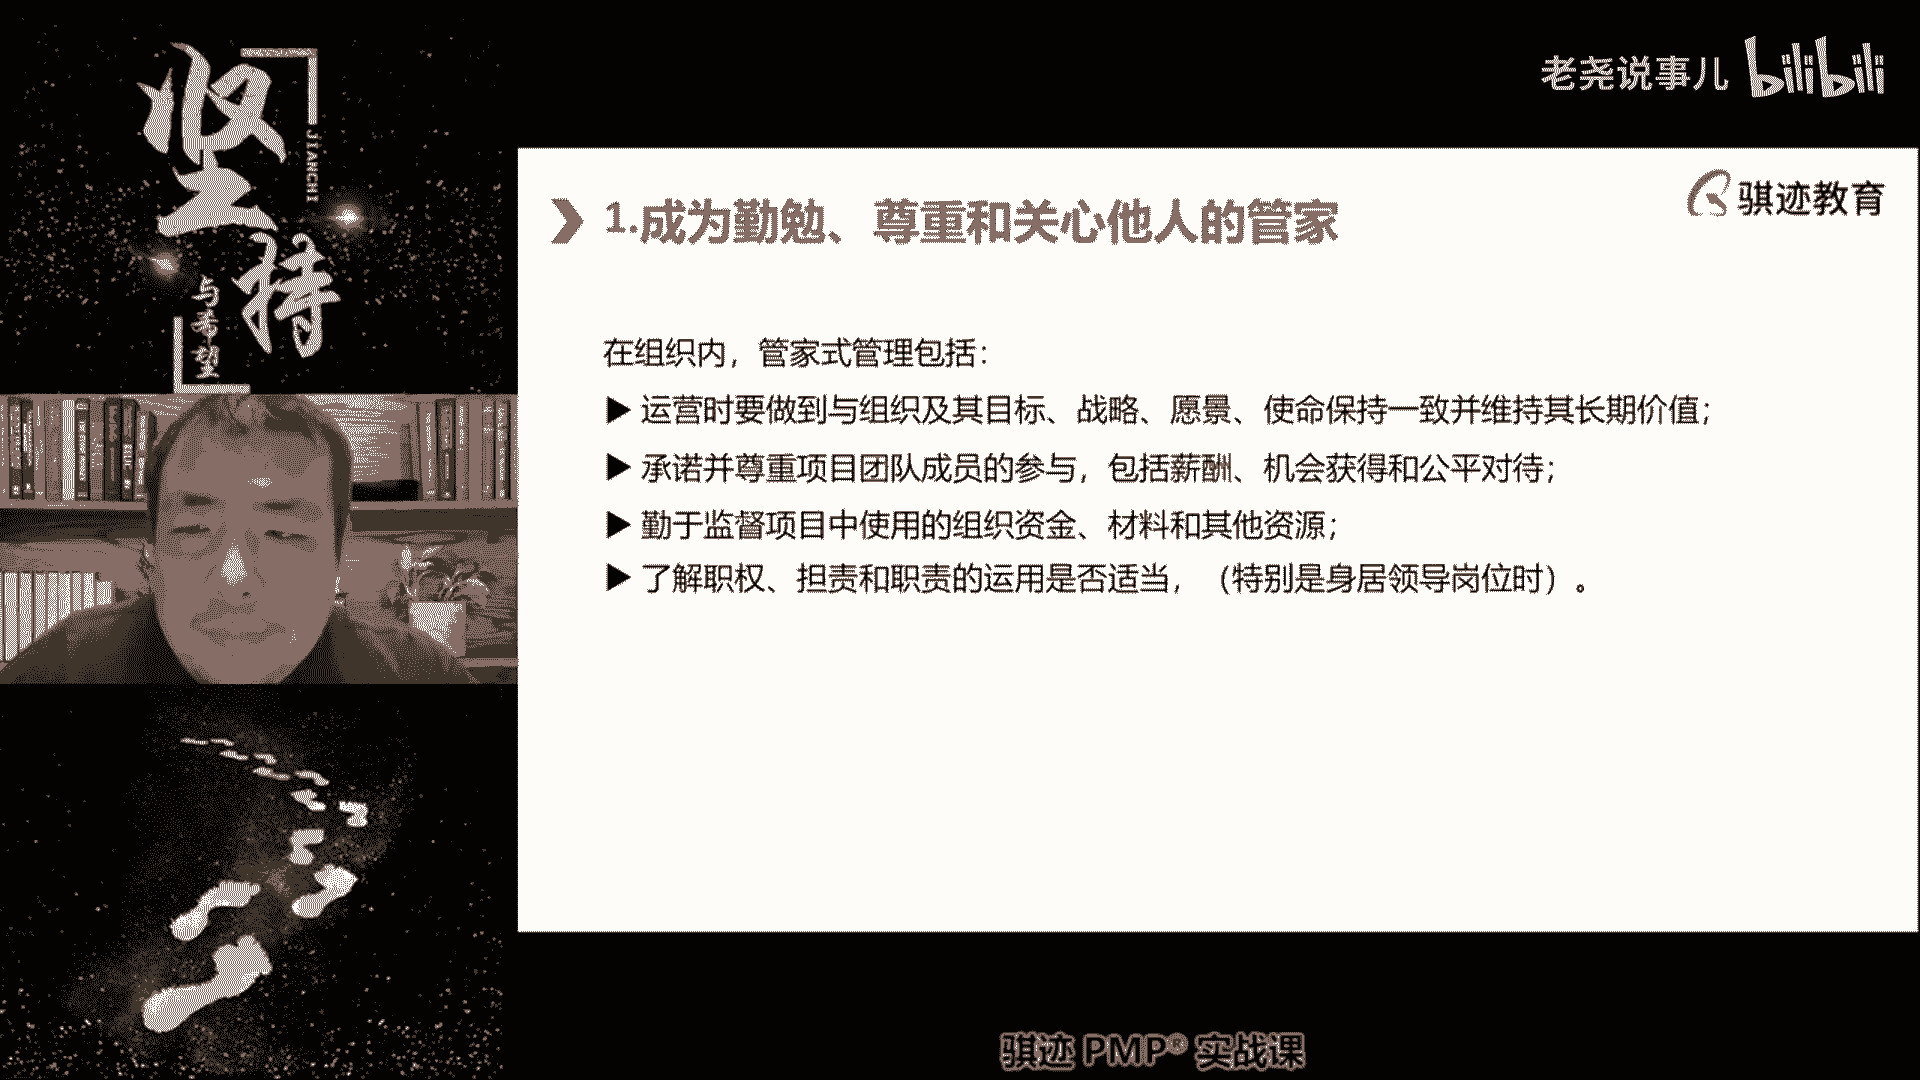 坚持
JIANCHI
与希望
老尧说事儿 bilibili
骐迹教育
1.成为勤勉、尊重和关心他人的管家
在组织内，管家式管理包括：
▶ 运营时要做到与组织及其目标、战略、愿景、使命保持一致并维持其长期价值；
▶ 承诺并尊重项目团队成员的参与，包括薪酬、机会获得和公平对待；
▶ 勤于监督项目中使用的组织资金、材料和其他资源；
▶ 了解职权、担责和职责的运用是否适当，（特别是身居领导岗位时）。
骐迹 PMP® 实战课